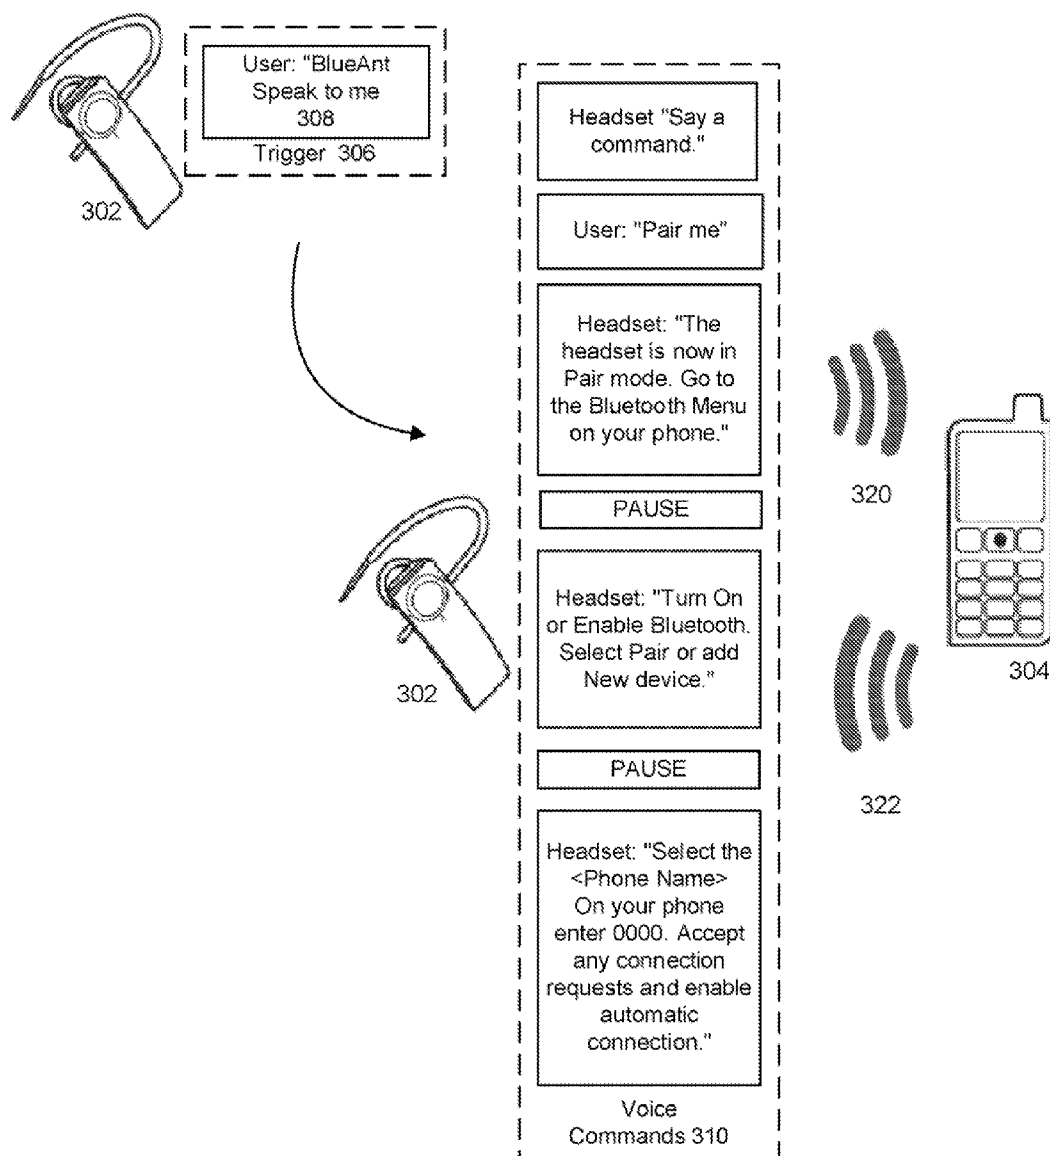 User: "BlueAnt
Speak to me
308
Trigger 306
302
Headset "Say a
command."
User: "Pair me"
Headset: "The
headset is now in
Pair mode. Go to
the Bluetooth Menu
on your phone."
PAUSE
Headset: "Turn On
or Enable Bluetooth.
Select Pair or add
New device."
PAUSE
Headset: "Select the
<Phone Name>
On your phone
enter 0000. Accept
any connection
requests and enable
automatic
connection."
Voice
Commands 310
302
320
304
322